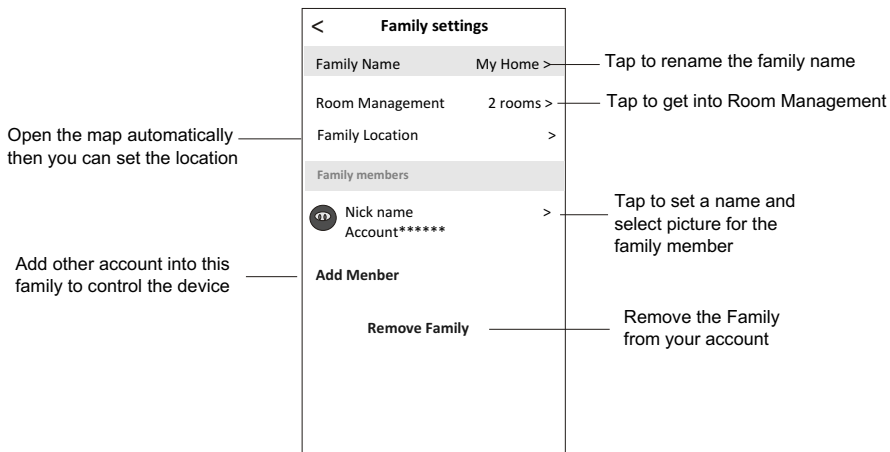 < Family settings
Family Name My Home >
Tap to rename the family name
Room Management 2 rooms >
Tap to get into Room Management
Open the map automatically
then you can set the location
Family Location >
Family members
Nick name >
Account******
Tap to set a name and
select picture for the
family member
Add other account into this
family to control the device
Add Menber
Remove Family
Remove the Family
from your account